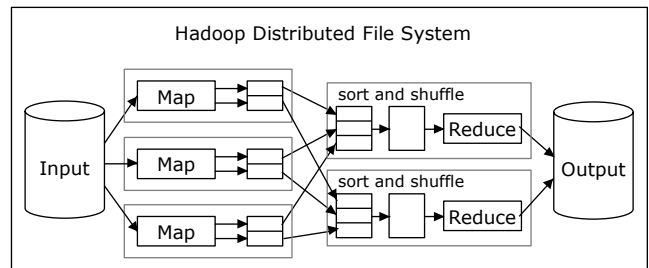 Hadoop Distributed File System
Input
Map
Map
Map
sort and shuffle
Reduce
sort and shuffle
Reduce
Output